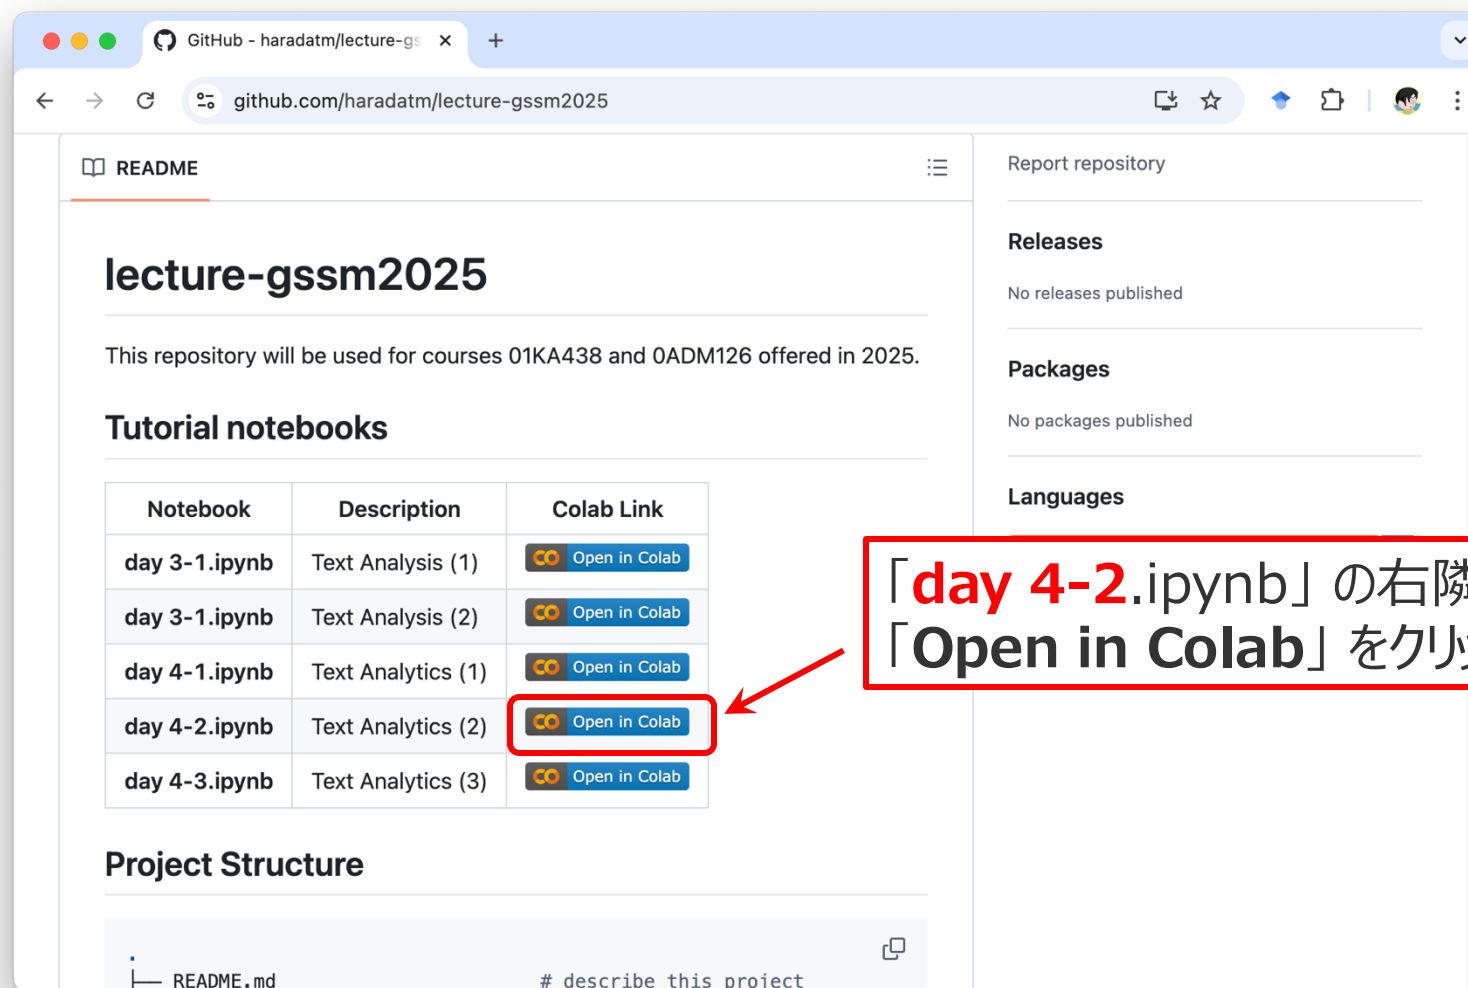 GitHub - haradatm/lecture-gs
github.com/haradatm/lecture-gssm2025
README
Report repository
Releases
No releases published
Packages
No packages published
Languages
lecture-gssm2025
This repository will be used for courses 01KA438 and 0ADM126 offered in 2025.
Tutorial notebooks
Notebook Description Colab Link
day 3-1.ipynb Text Analysis (1) Open in Colab
day 3-1.ipynb Text Analysis (2) Open in Colab
day 4-1.ipynb Text Analytics (1) Open in Colab
day 4-2.ipynb Text Analytics (2) Open in Colab
day 4-3.ipynb Text Analytics (3) Open in Colab
「day 4-2.ipynb」の右隣
「Open in Colab」をクリッ
Project Structure
.
├── README.md # describe this project